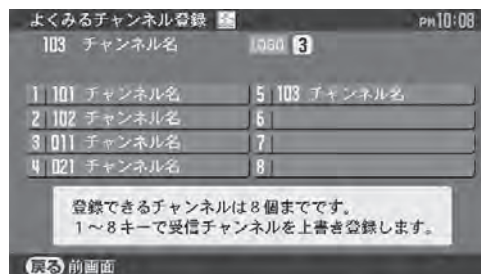 よくみるチャンネル登録 PM10:08
103 チャンネル名 LOGO 3
1 101 チャンネル名 5 103 チャンネル名
2 102 チャンネル名 6
3 011 チャンネル名 7
4 021 チャンネル名 8
登録できるチャンネルは8個までです。
1~8キーで受信チャンネルを上書き登録します。
戻る 前画面